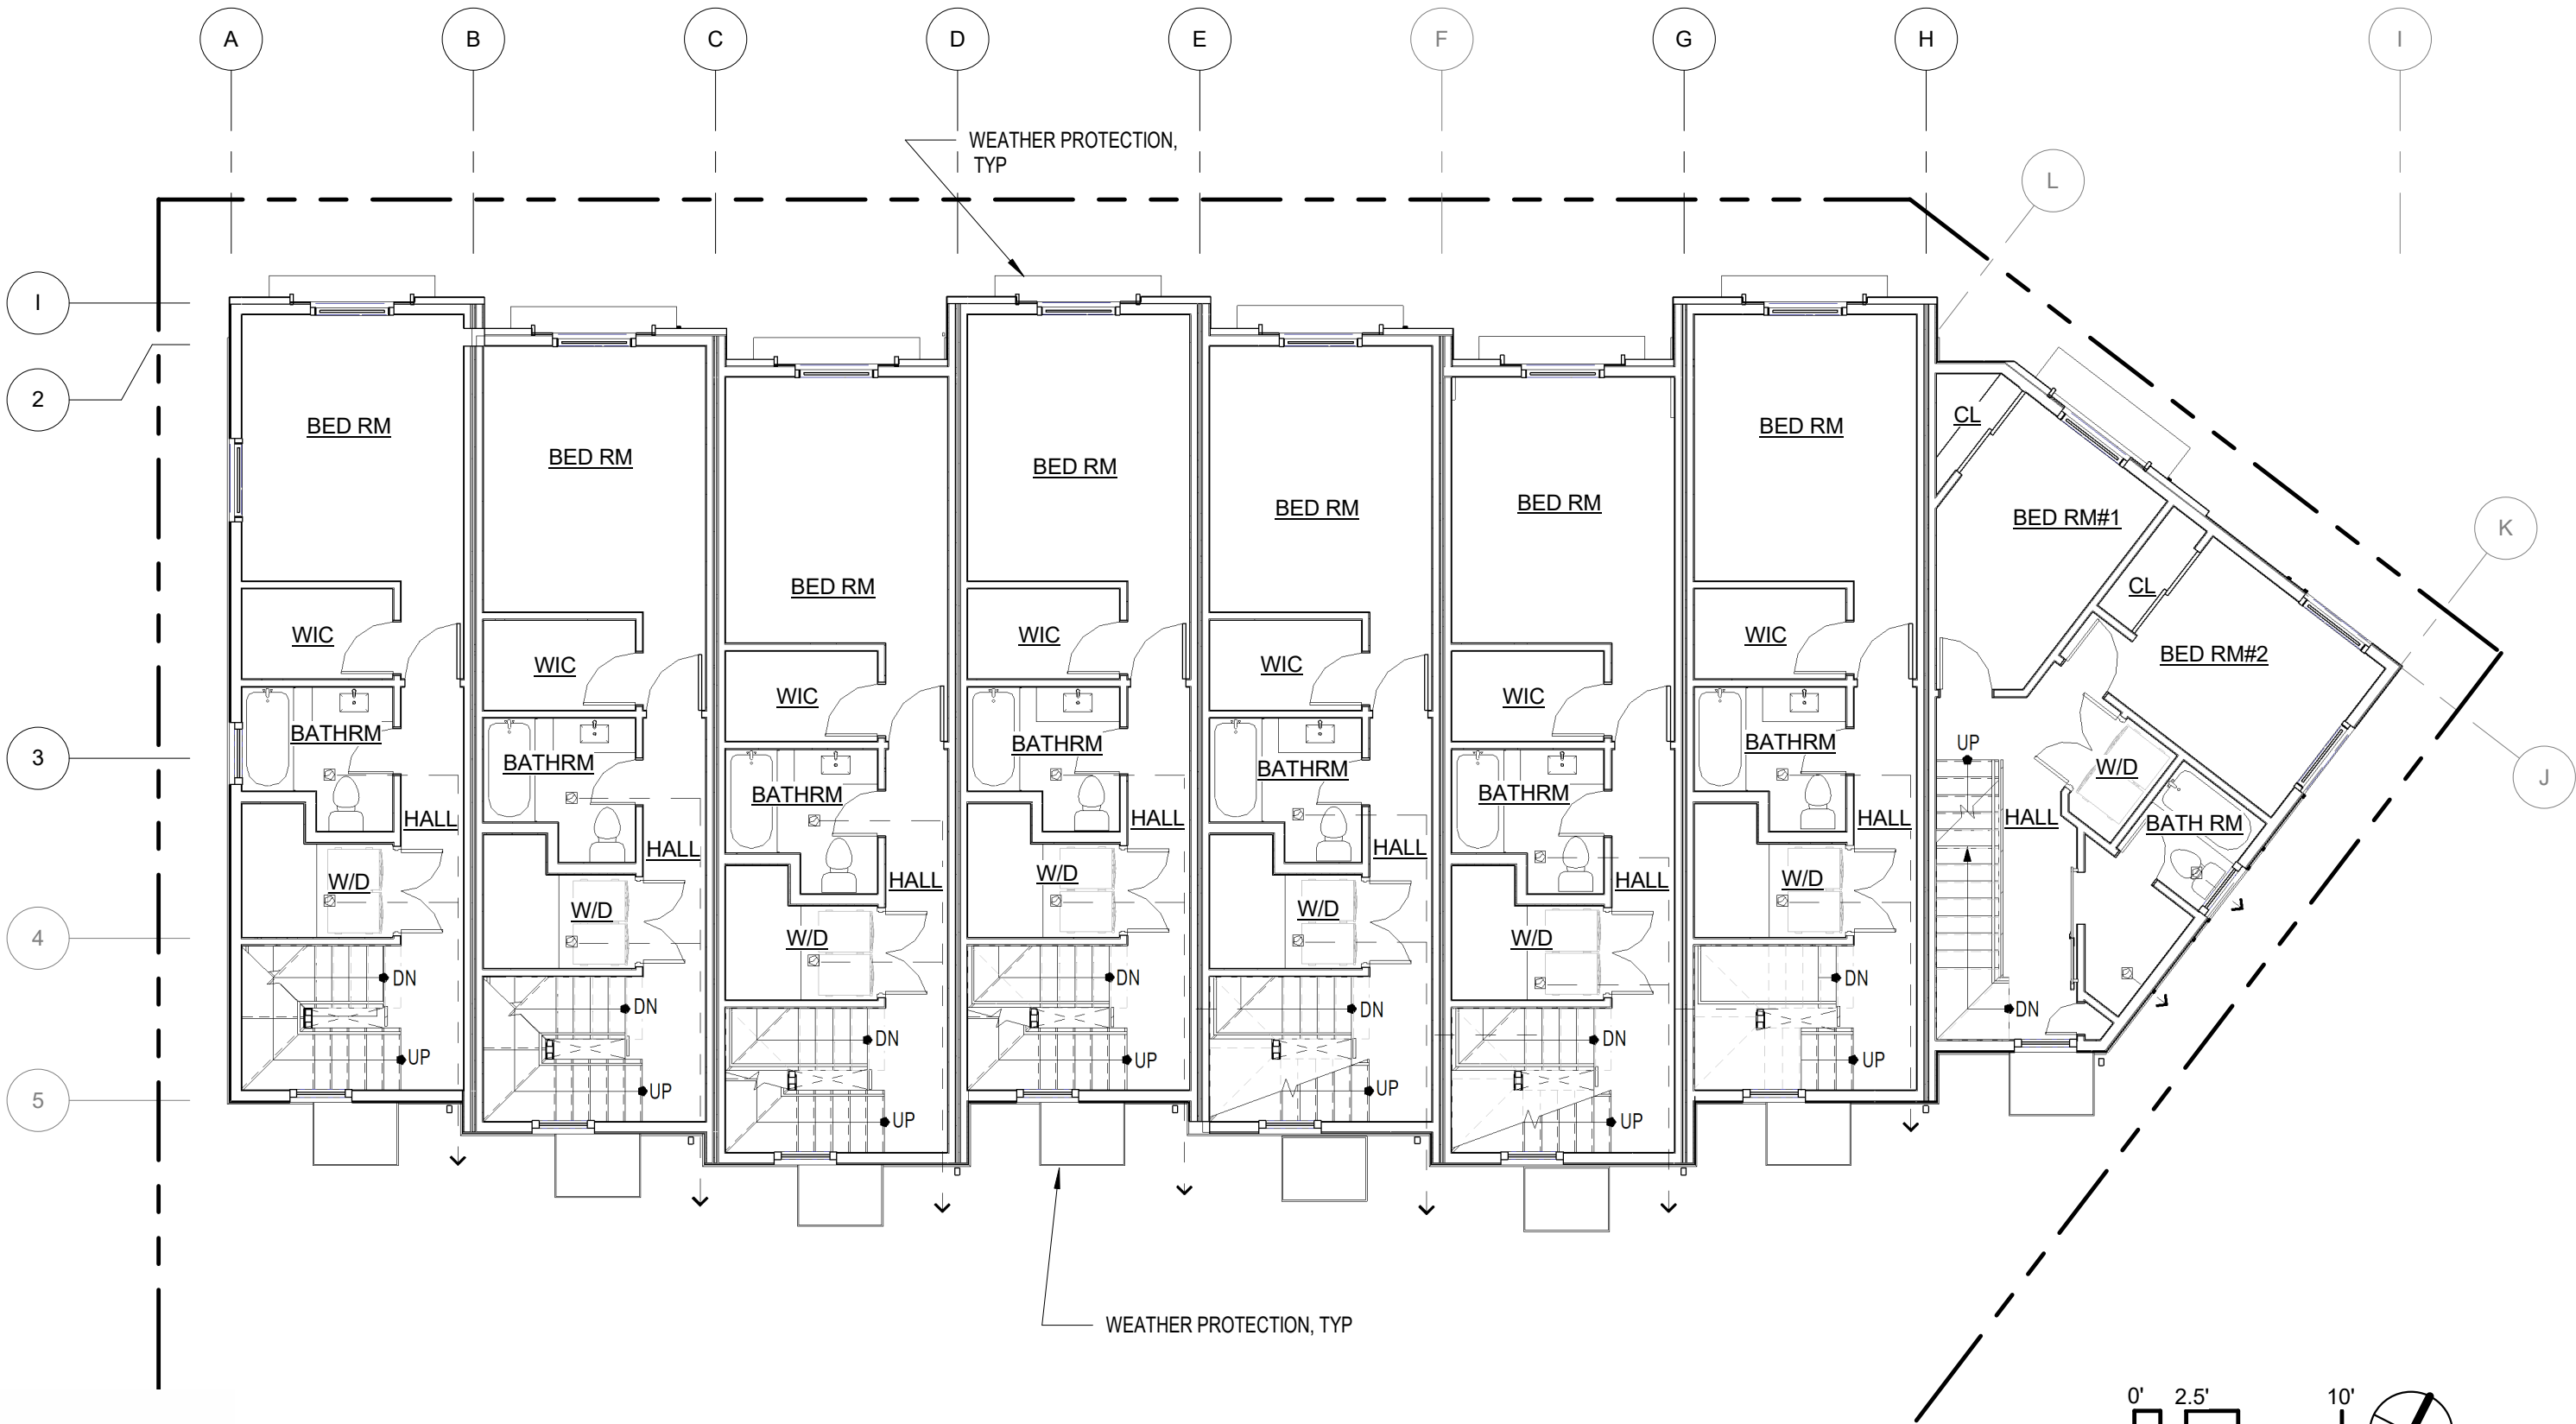 A B C D E F G H I
WEATHER PROTECTION,
TYP
L
I
2
BED RM BED RM BED RM BED RM BED RM BED RM BED RM
CL
BED RM#1
K
CL
BED RM#2
WIC WIC WIC WIC WIC WIC WIC
3
BATHRM BATHRM BATHRM BATHRM BATHRM BATHRM BATHRM
UP
W/D
J
HALL HALL HALL HALL HALL HALL HALL HALL
BATH RM
W/D W/D W/D W/D W/D W/D W/D
4
DN DN DN DN DN DN DN DN
UP UP UP UP UP UP UP
5
WEATHER PROTECTION, TYP
0' 2.5' 10'